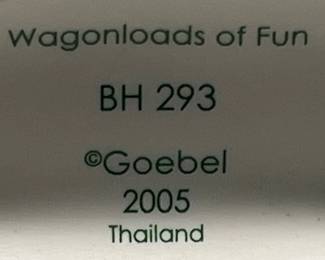 Wagonloads of Fun
BH 293
©Goebel
2005
Thailand